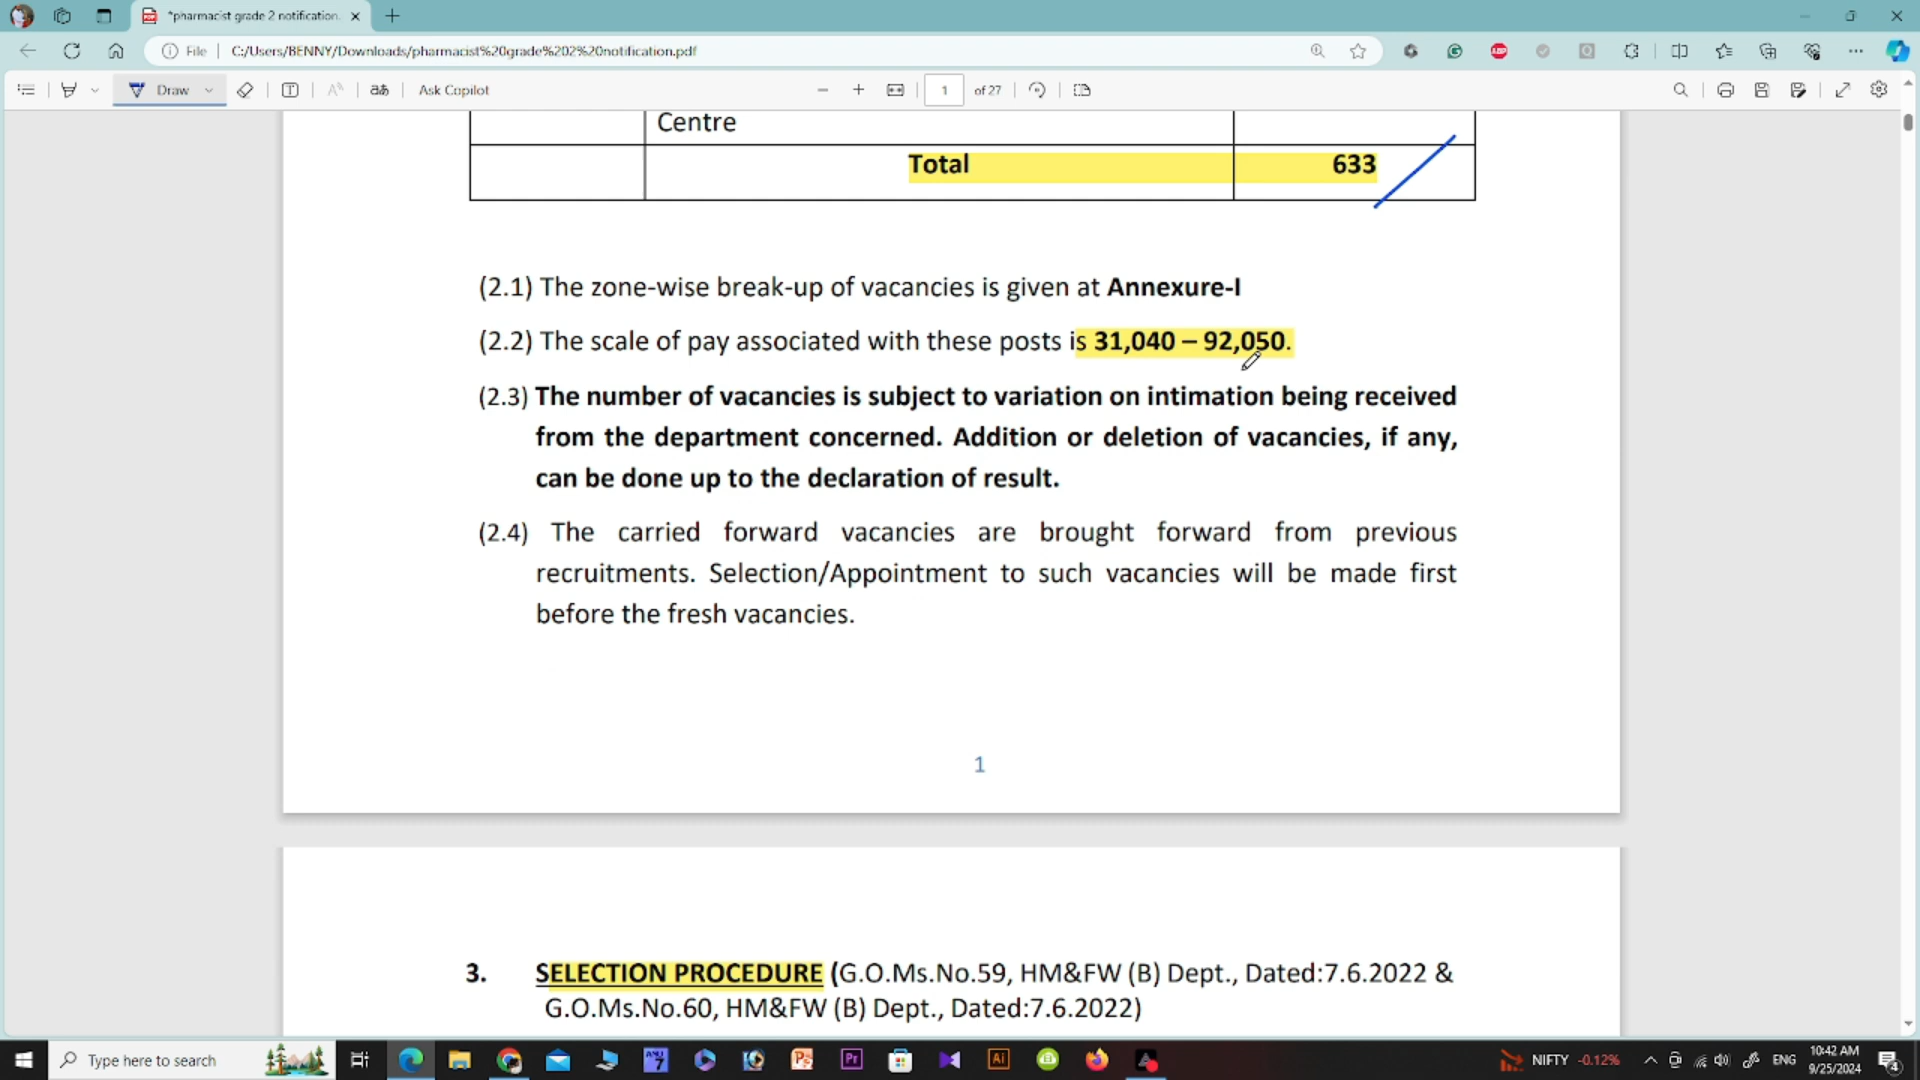 *pharmacist grade 2 notification.
File
C:/Users/BENNY/Downloads/pharmacist%20grade%202%20notification.pdf
Draw
Ask Copilot
1 of 27
Centre
Total 633
(2.1) The zone-wise break-up of vacancies is given at Annexure-I
(2.2) The scale of pay associated with these posts is 31,040 – 92,050.
(2.3) The number of vacancies is subject to variation on intimation being received
from the department concerned. Addition or deletion of vacancies, if any,
can be done up to the declaration of result.
(2.4) The carried forward vacancies are brought forward from previous
recruitments. Selection/Appointment to such vacancies will be made first
before the fresh vacancies.
1
3. SELECTION PROCEDURE (G.O.Ms.No.59, HM&FW (B) Dept., Dated:7.6.2022 &
G.O.Ms.No.60, HM&FW (B) Dept., Dated:7.6.2022)
Type here to search
NIFTY -0.12%
ENG
10:42 AM
9/25/2024